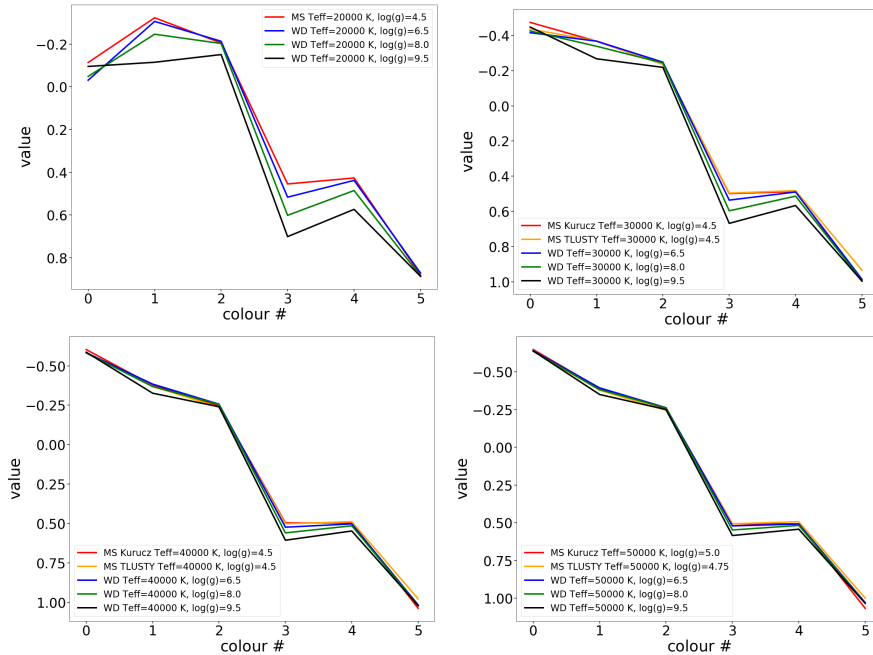 MS Teff=20000 K, log(g)=4.5
WD Teff=20000 K, log(g)=6.5
WD Teff=20000 K, log(g)=8.0
WD Teff=20000 K, log(g)=9.5
−0.2
0.0
0.2
0.4
0.6
0.8
value
0 1 2 3 4 5
colour #
−0.4
−0.2
0.0
0.2
0.4
0.6
0.8
1.0
value
MS Kurucz Teff=30000 K, log(g)=4.5
MS TLUSTY Teff=30000 K, log(g)=4.5
WD Teff=30000 K, log(g)=6.5
WD Teff=30000 K, log(g)=8.0
WD Teff=30000 K, log(g)=9.5
0 1 2 3 4 5
colour #
−0.50
−0.25
0.00
0.25
0.50
0.75
1.00
value
MS Kurucz Teff=40000 K, log(g)=4.5
MS TLUSTY Teff=40000 K, log(g)=4.5
WD Teff=40000 K, log(g)=6.5
WD Teff=40000 K, log(g)=8.0
WD Teff=40000 K, log(g)=9.5
0 1 2 3 4 5
colour #
−0.50
−0.25
0.00
0.25
0.50
0.75
1.00
value
MS Kurucz Teff=50000 K, log(g)=5.0
MS TLUSTY Teff=50000 K, log(g)=4.75
WD Teff=50000 K, log(g)=6.5
WD Teff=50000 K, log(g)=8.0
WD Teff=50000 K, log(g)=9.5
0 1 2 3 4 5
colour #